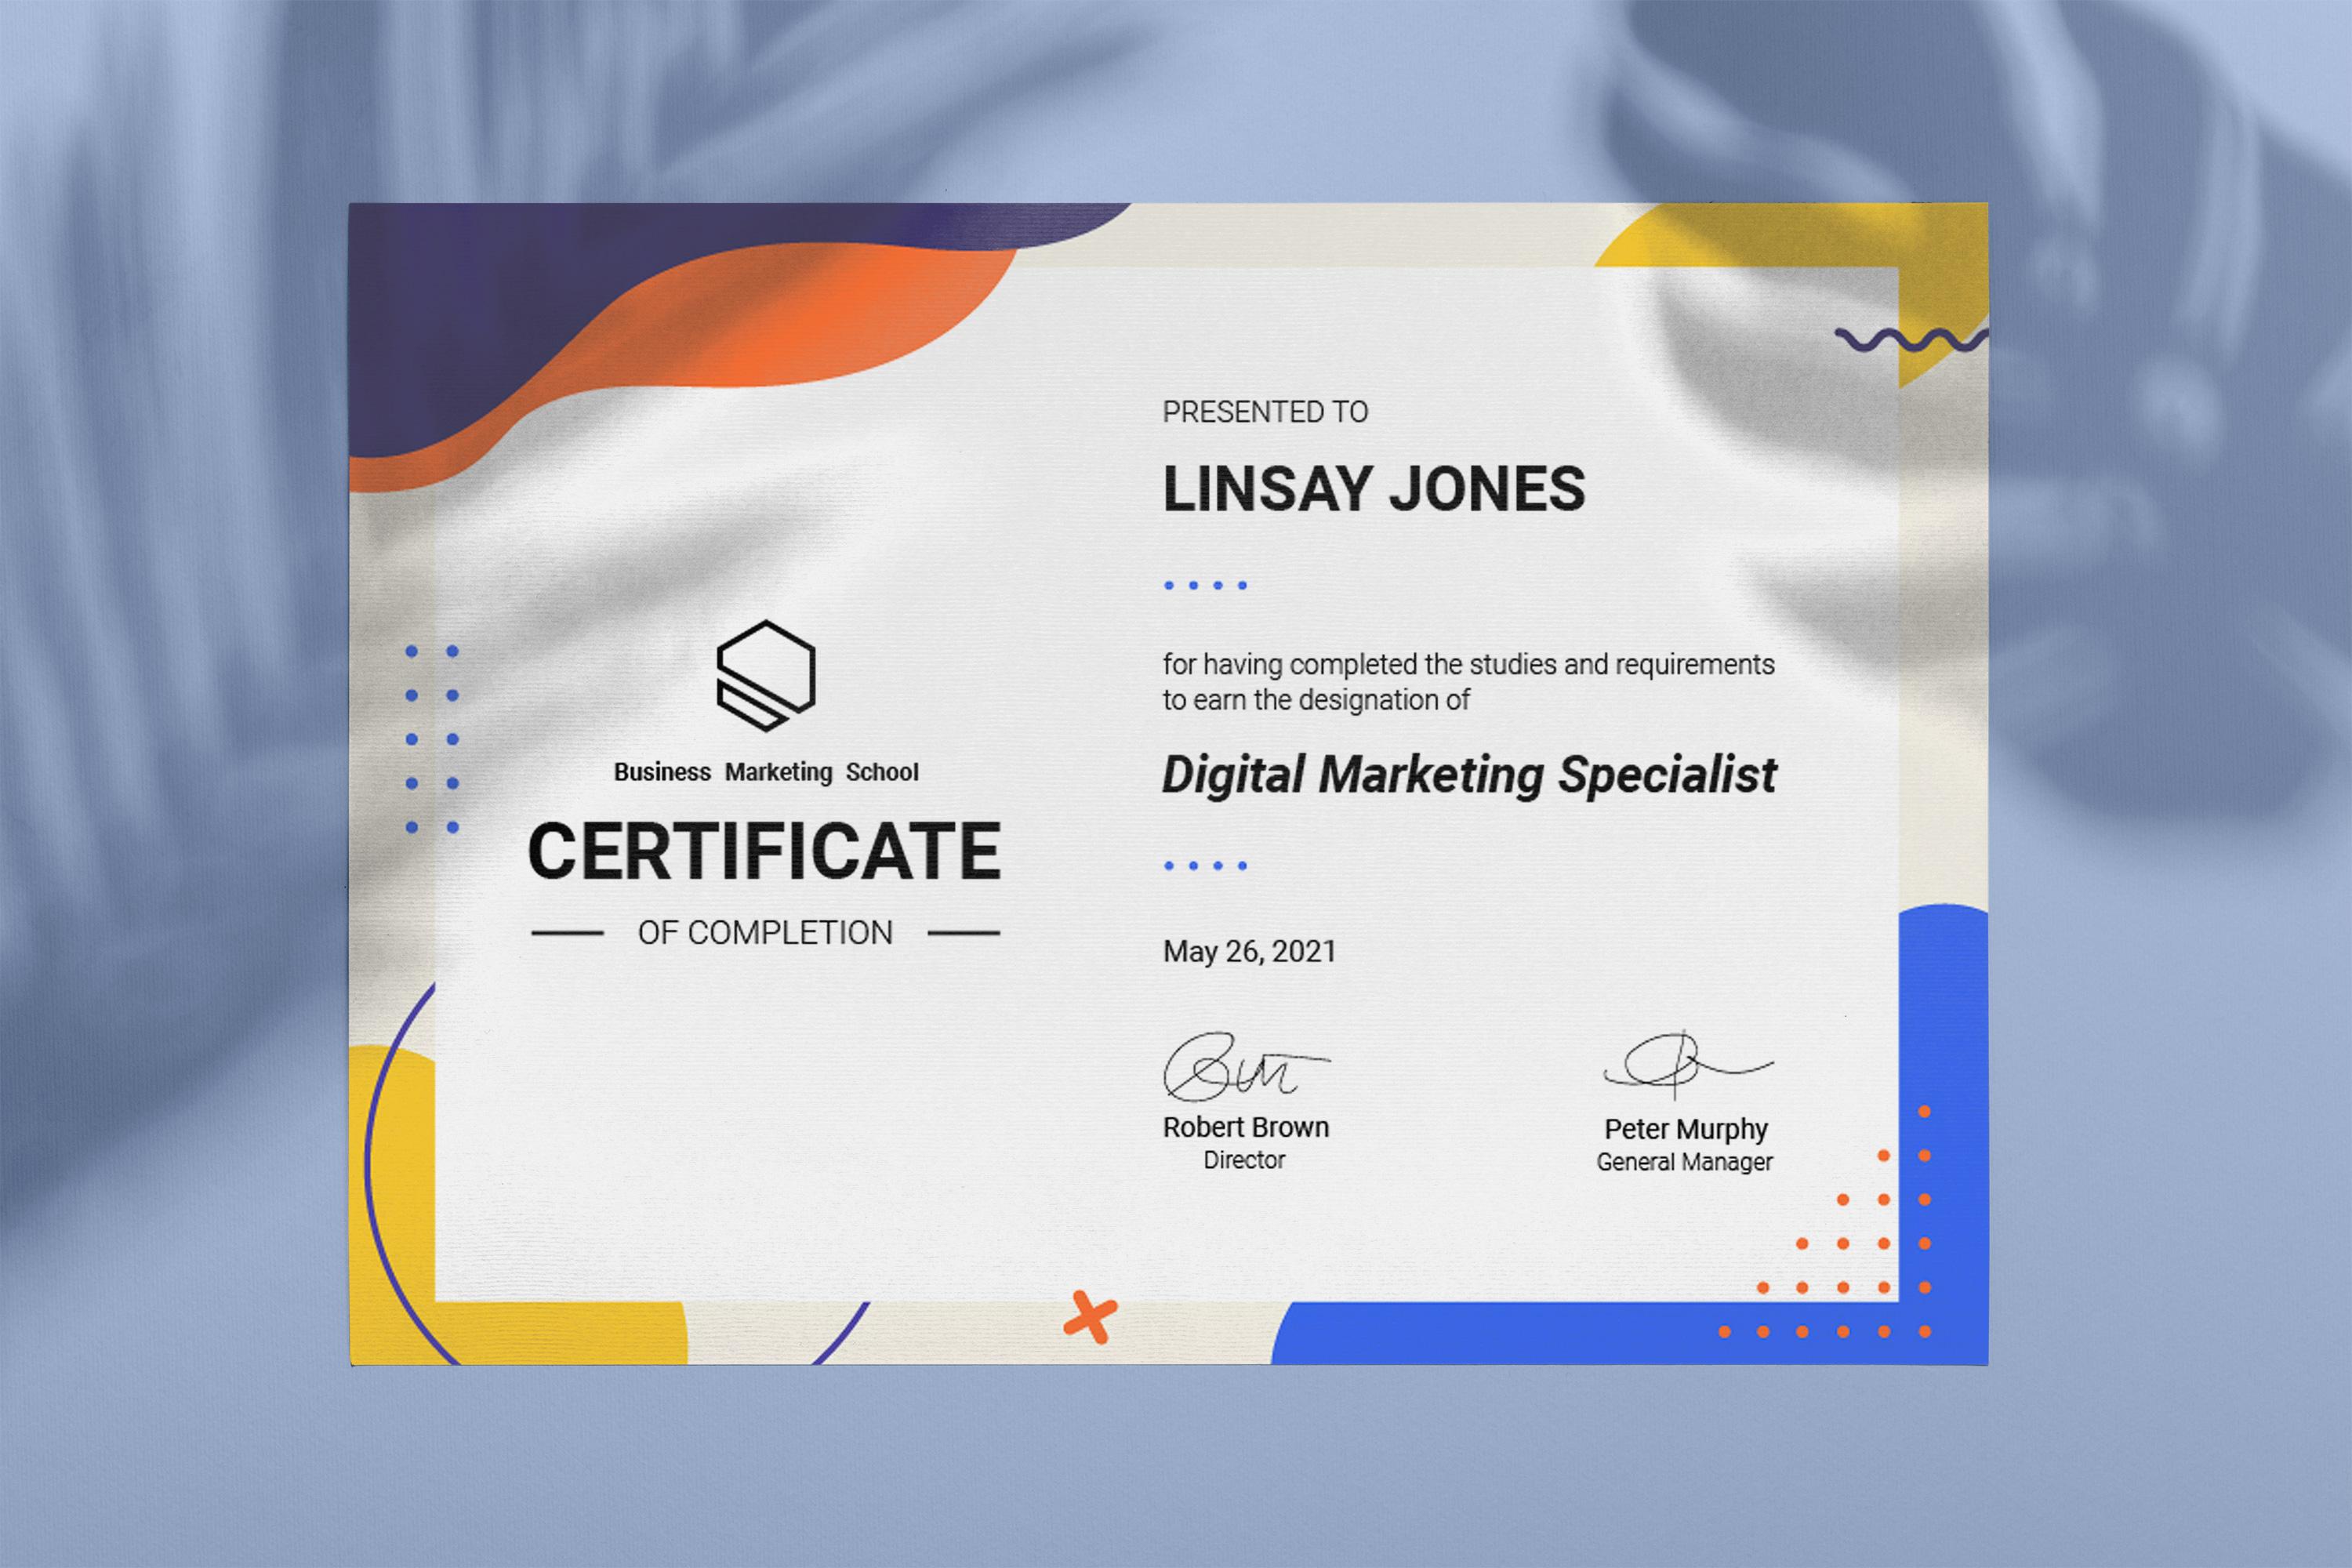 Business Marketing School
CERTIFICATE
OF COMPLETION
PRESENTED TO
LINSAY JONES
for having completed the studies and requirements
to earn the designation of
Digital Marketing Specialist
May 26, 2021
Robert Brown
Director
Peter Murphy
General Manager